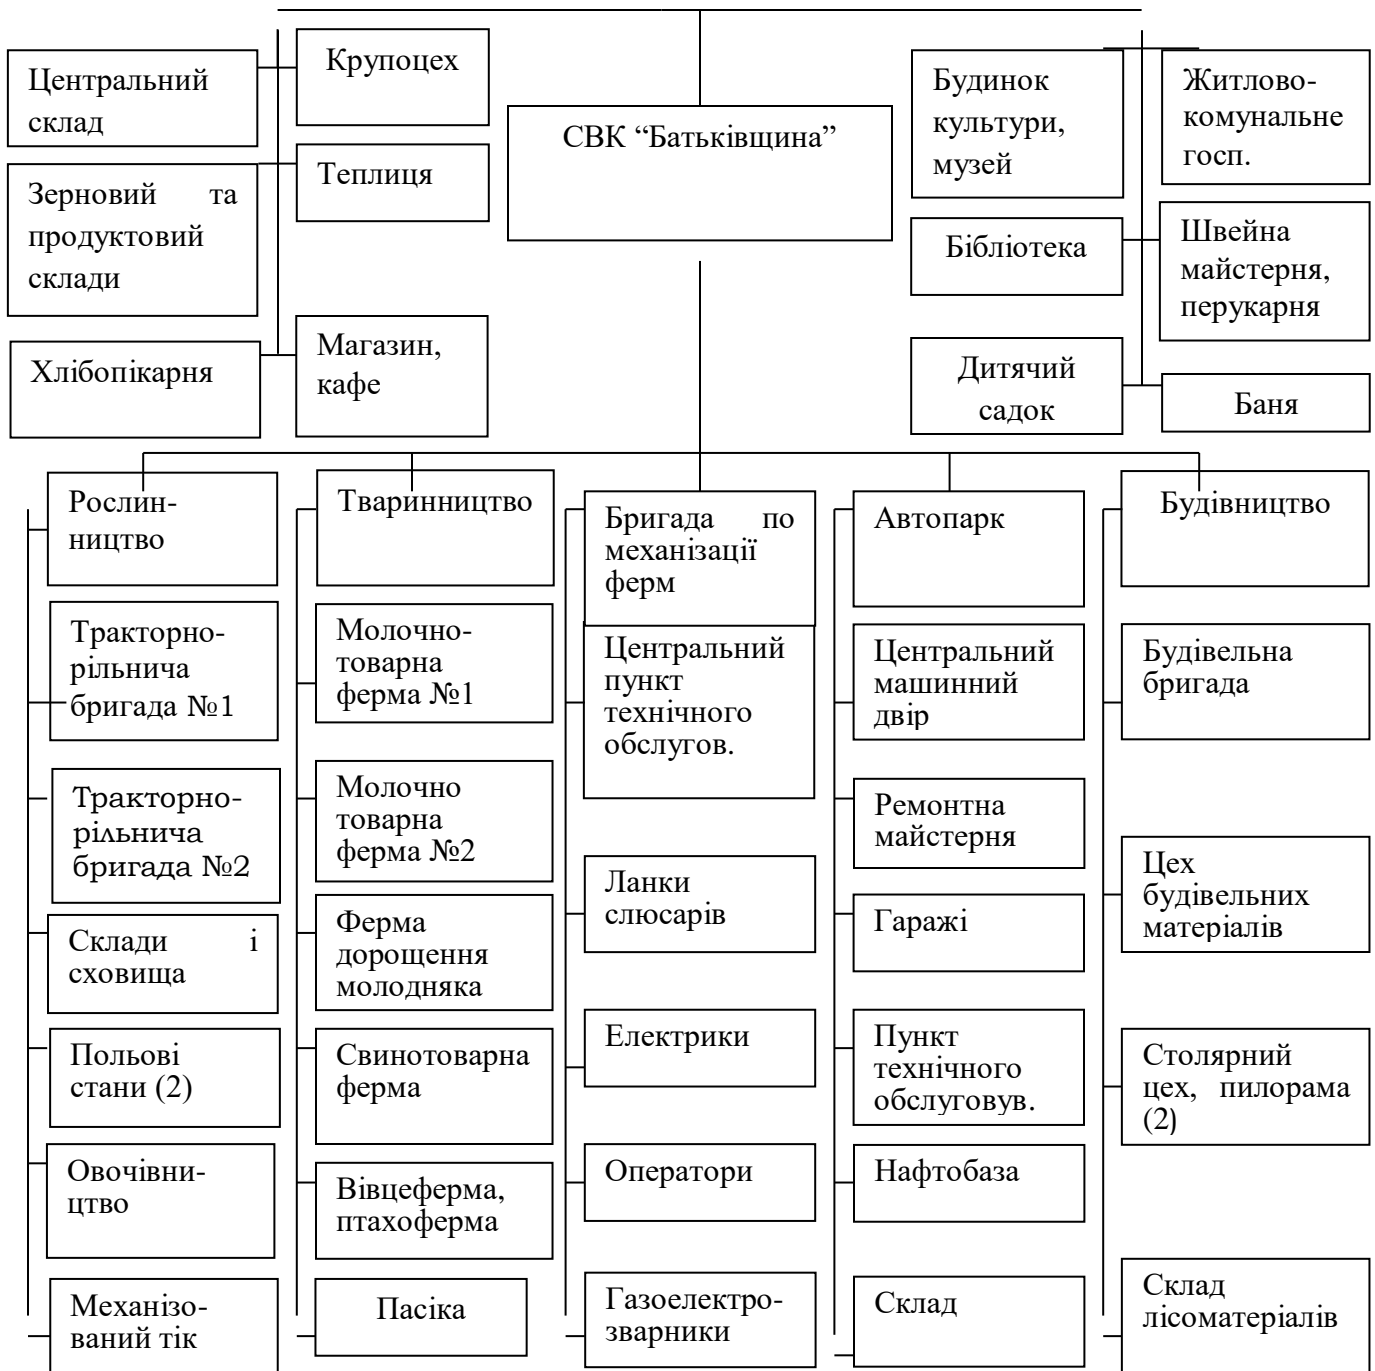 Центральний
склад
Крупоцех
Зерновий та
продуктовий
склади
Теплиця
Хлібопікарня
Магазин,
кафе
СВК “Батьківщина”
Будинок
культури,
музей
Житлово-
комунальне
госп.
Бібліотека
Швейна
майстерня,
перукарня
Дитячий
садок
Баня
Рослин-
ництво
Тракторно-
рільнича
бригада №1
Тракторно-
рільнича
бригада №2
Склади і
сховища
Польові
стани (2)
Овочівни-
цтво
Механізо-
ваний тік
Тваринництво
Молочно-
товарна
ферма №1
Молочно
товарна
ферма №2
Ферма
дорощення
молодняка
Свинотоварна
ферма
Вівцеферма,
птахоферма
Пасіка
Бригада по
механізації
ферм
Центральний
пункт
технічного
обслугов.
Ланки
слюсарів
Електрики
Оператори
Газоелектро-
зварники
Автопарк
Центральний
машинний
двір
Ремонтна
майстерня
Гаражі
Пункт
технічного
обслуговув.
Нафтобаза
Склад
Будівництво
Будівельна
бригада
Цех
будівельних
матеріалів
Столярний
цех, пилорама
(2)
Склад
лісоматеріалів